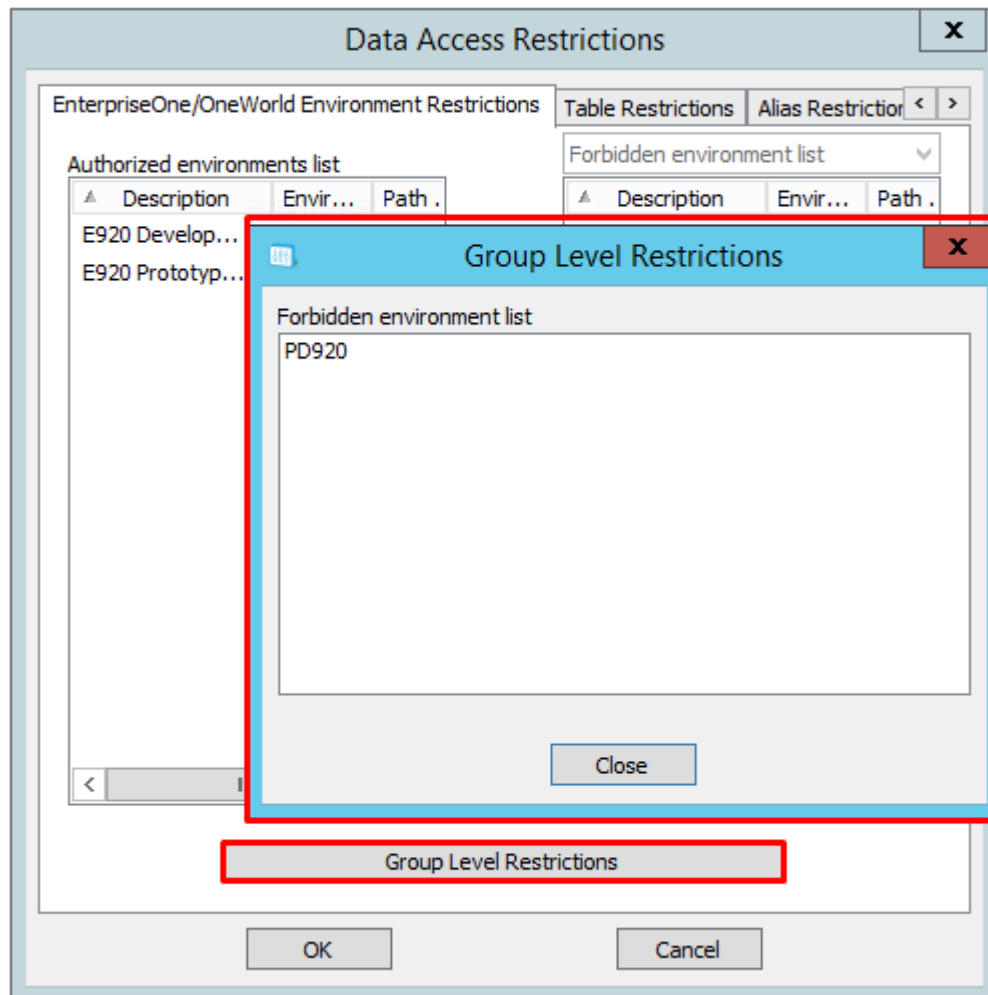 Data Access Restrictions
EnterpriseOne/OneWorld Environment Restrictions Table Restrictions Alias Restriction
Authorized environments list Forbidden environment list
Description Envir... Path . Description Envir... Path .
E920 Develop...
E920 Prototyp...
Group Level Restrictions
Forbidden environment list
PD920
Close
Group Level Restrictions
OK Cancel